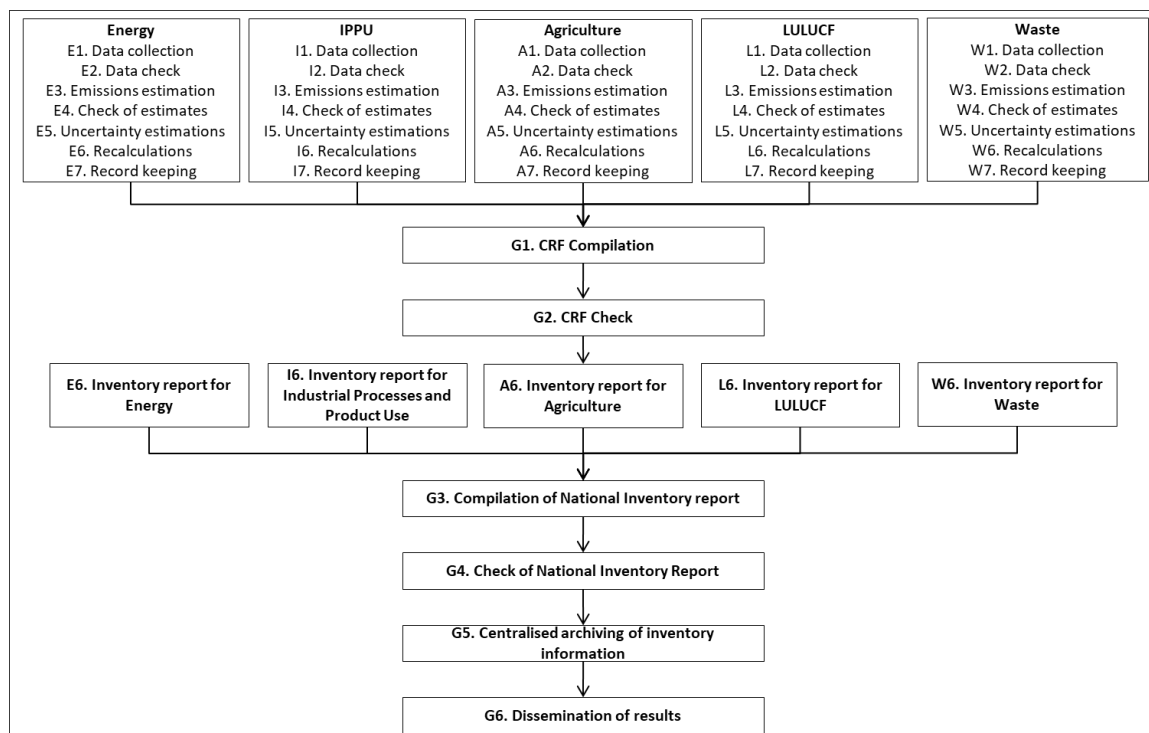 Energy
E1. Data collection
E2. Data check
E3. Emissions estimation
E4. Check of estimates
E5. Uncertainty estimations
E6. Recalculations
E7. Record keeping
IPPU
I1. Data collection
I2. Data check
I3. Emissions estimation
I4. Check of estimates
I5. Uncertainty estimations
I6. Recalculations
I7. Record keeping
Agriculture
A1. Data collection
A2. Data check
A3. Emissions estimation
A4. Check of estimates
A5. Uncertainty estimations
A6. Recalculations
A7. Record keeping
LULUCF
L1. Data collection
L2. Data check
L3. Emissions estimation
L4. Check of estimates
L5. Uncertainty estimations
L6. Recalculations
L7. Record keeping
Waste
W1. Data collection
W2. Data check
W3. Emissions estimation
W4. Check of estimates
W5. Uncertainty estimations
W6. Recalculations
W7. Record keeping
G1. CRF Compilation
G2. CRF Check
E6. Inventory report for
Energy
I6. Inventory report for
Industrial Processes and
Product Use
A6. Inventory report for
Agriculture
L6. Inventory report for
LULUCF
W6. Inventory report for
Waste
G3. Compilation of National Inventory report
G4. Check of National Inventory Report
G5. Centralised archiving of inventory
information
G6. Dissemination of results